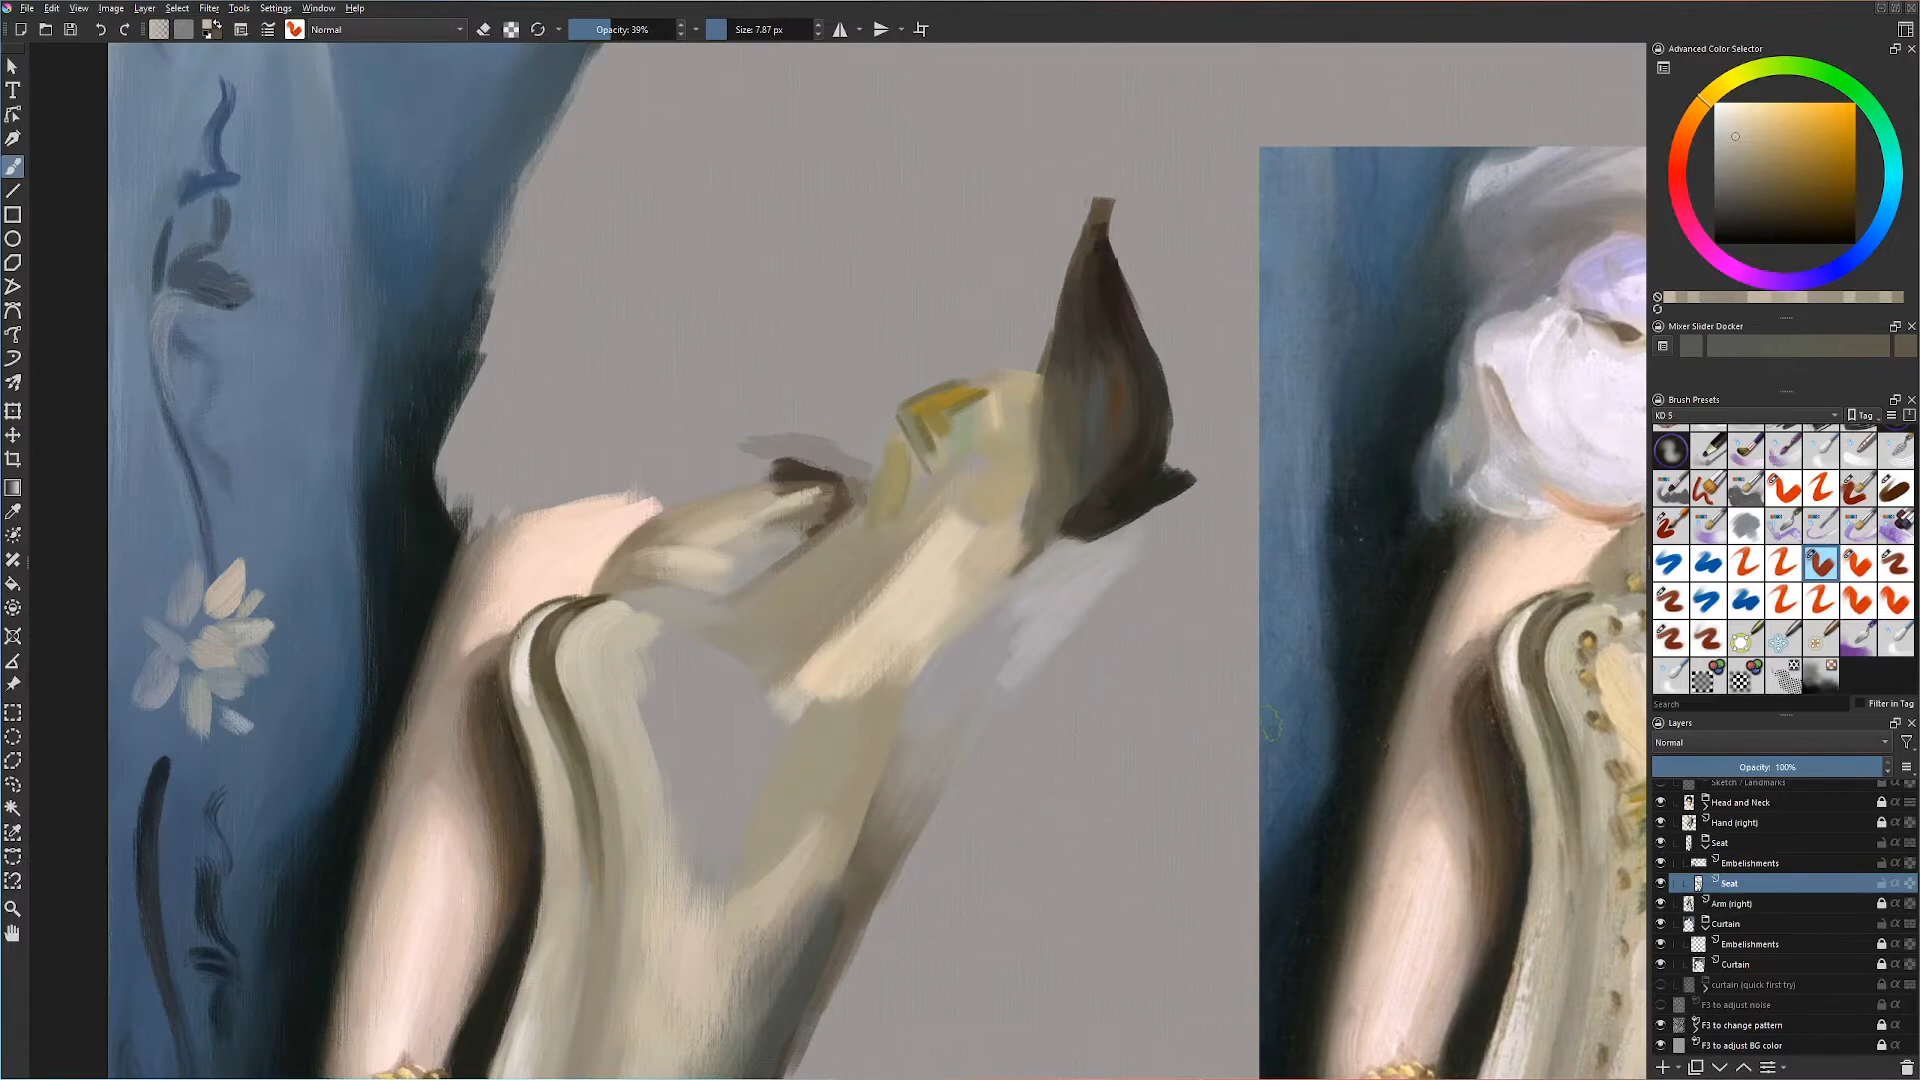 File Edit View Image Layer Select Filter Tools Settings Window Help
Normal Opacity: 39% Size: 7.87 px
Advanced Color Selector
Mixer Slider Docker
Brush Presets
KD 5 Tag
Search Filter in Tag
Layers
Normal
Opacity: 100%
Sketch / Landmarks
Head and Neck
Hand (right)
Seat
Embelishments
Seat
Arm (right)
Curtain
Embelishments
Curtain
curtain (quick first try)
F3 to adjust noise
F3 to change pattern
F3 to adjust BG color